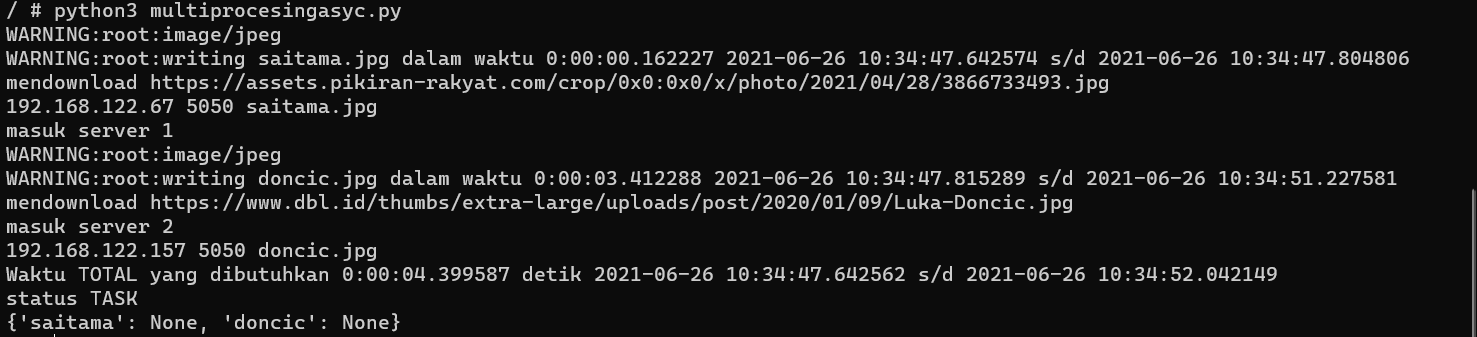 / # python3 multiprocesingasyc.py
WARNING:root:image/jpeg
WARNING:root:writing saitama.jpg dalam waktu 0:00:00.162227 2021-06-26 10:34:47.642574 s/d 2021-06-26 10:34:47.804806
mendownload https://assets.pikiran-rakyat.com/crop/0x0:0x0/x/photo/2021/04/28/3866733493.jpg
192.168.122.67 5050 saitama.jpg
masuk server 1
WARNING:root:image/jpeg
WARNING:root:writing doncic.jpg dalam waktu 0:00:03.412288 2021-06-26 10:34:47.815289 s/d 2021-06-26 10:34:51.227581
mendownload https://www.dbl.id/thumbs/extra-large/uploads/post/2020/01/09/Luka-Doncic.jpg
masuk server 2
192.168.122.157 5050 doncic.jpg
Waktu TOTAL yang dibutuhkan 0:00:04.399587 detik 2021-06-26 10:34:47.642562 s/d 2021-06-26 10:34:52.042149
status TASK
{'saitama': None, 'doncic': None}